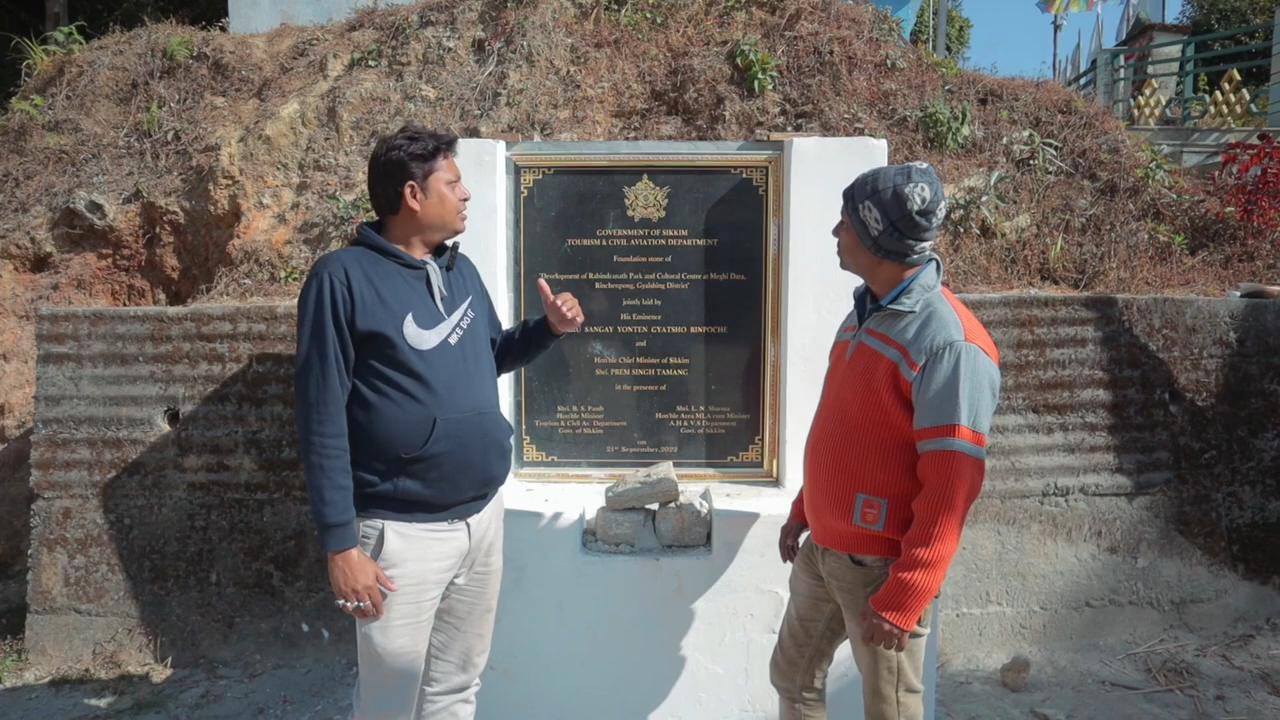 GOVERNMENT OF SIKKIM
TOURISM & CIVIL AVIATION DEPARTMENT
Foundation stone of
'Development of Rabindranath Park and Cultural Centre at Meghi Dara,
Rinchenpong, Gyalshing District'
jointly laid by
His Eminence
SANGAY YONTEN GYATSHO RINPOCHE
and
Hon'ble Chief Minister of Sikkim
Shri. PREM SINGH TAMANG
in the presence of
Shri. B. S. Panth
Hon'ble Minister
Tourism & Civil Av. Department
Govt. of Sikkim
Shri. L. N. Sharma
Hon'ble Area MLA cum Minister
A.H & V.S Department
Govt. of Sikkim
on
21st September, 2022
NIKE DO IT